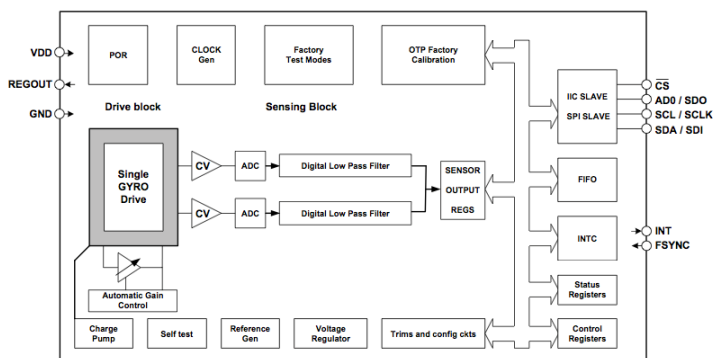 VDD
REGOUT
GND
POR
CLOCK
Gen
Factory
Test Modes
OTP Factory
Calibration
Drive block
Sensing Block
IIC SLAVE
SPI SLAVE
CS
AD0 / SDO
SCL / SCLK
SDA / SDI
Single
GYRO
Drive
CV
ADC
Digital Low Pass Filter
CV
ADC
Digital Low Pass Filter
SENSOR
OUTPUT
REGS
FIFO
INTC
INT
FSYNC
Automatic Gain
Control
Status
Registers
Charge
Pump
Self test
Reference
Gen
Voltage
Regulator
Trims and config ckts
Control
Registers